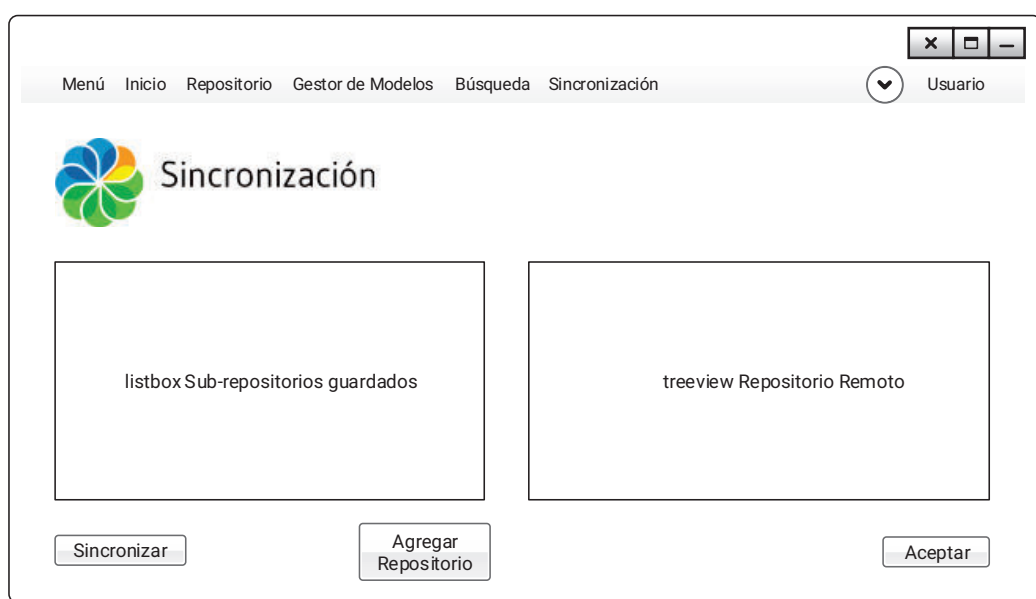 Menú Inicio Repositorio Gestor de Modelos Búsqueda Sincronización Usuario
Sincronización
listbox Sub-repositorios guardados
treeview Repositorio Remoto
Sincronizar
Agregar
Repositorio
Aceptar